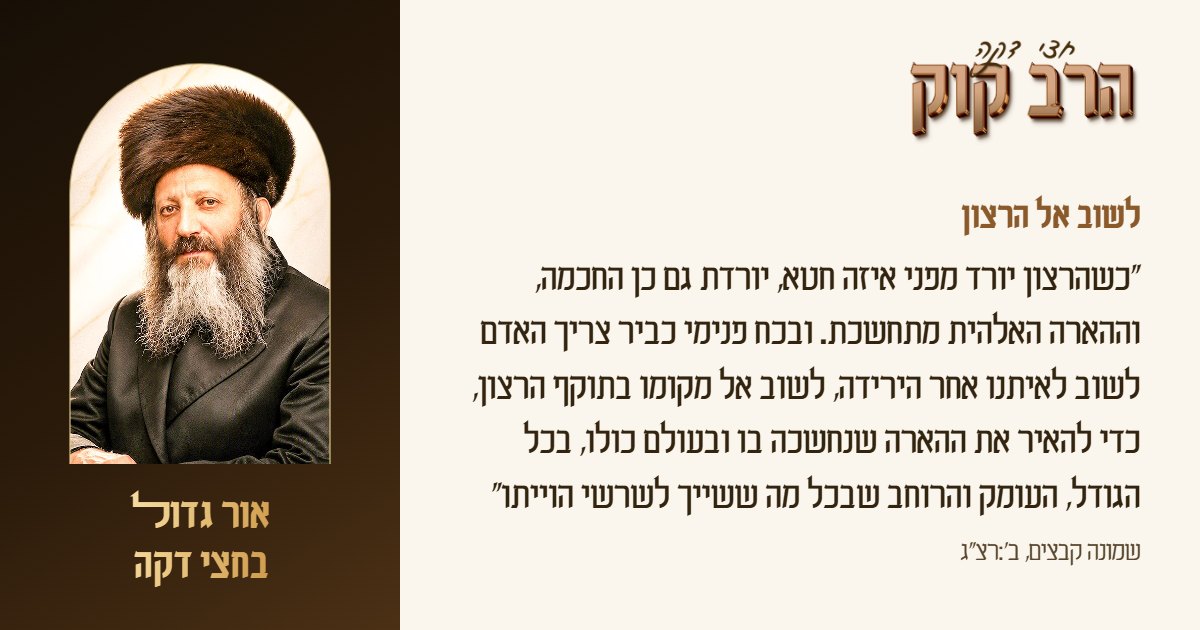 חצי דקה
הרב קוק
לשוב אל הרצון
"כשהרצון יורד מפני איזה חטא, יורדת גם כן החכמה,
וההארה האלהית מתחשכת. ובכח פנימי כביר צריך האדם
לשוב לאיתנו אחר הירידה, לשוב אל מקומו בתוקף הרצון,
כדי להאיר את ההארה שנחשכה בו ובעולם כולו, בכל
הגודל, העומק והרוחב שבכל מה ששייך לשרשי הוייתו"
שמונה קבצים, ב':רצ"ג
אור גדול
בחצי דקה